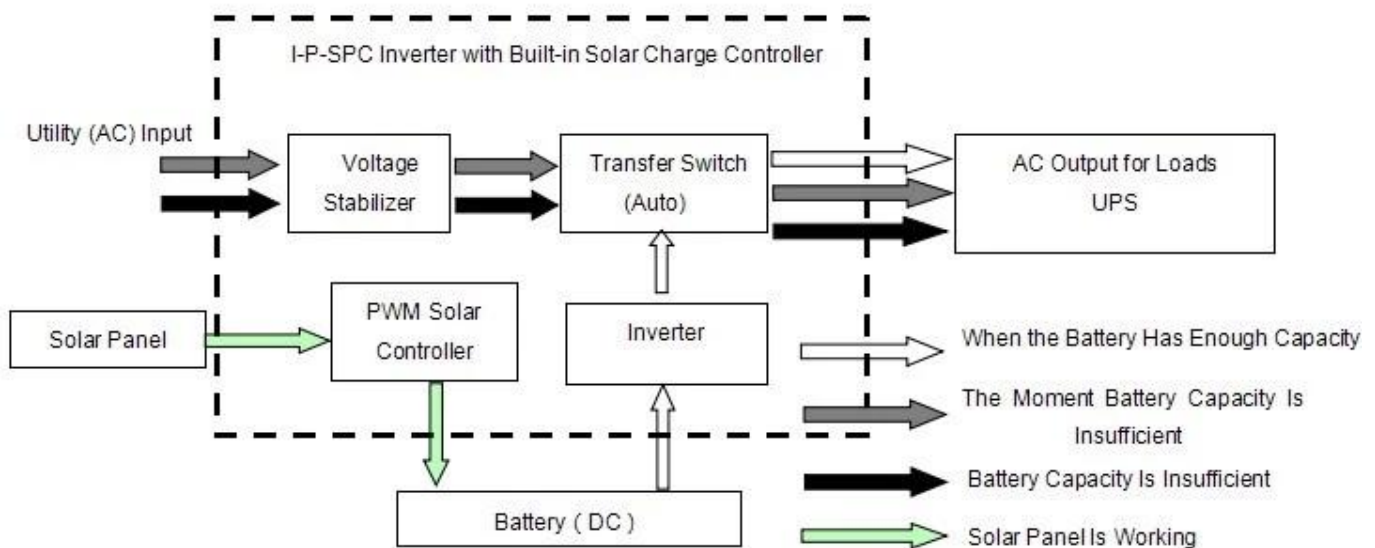 I-P-SPC Inverter with Built-in Solar Charge Controller
Utility (AC) Input
Voltage
Stabilizer
Transfer Switch
(Auto)
AC Output for Loads
UPS
Solar Panel
PWM Solar
Controller
Inverter
Battery ( DC )
When the Battery Has Enough Capacity
The Moment Battery Capacity Is
Insufficient
Battery Capacity Is Insufficient
Solar Panel Is Working